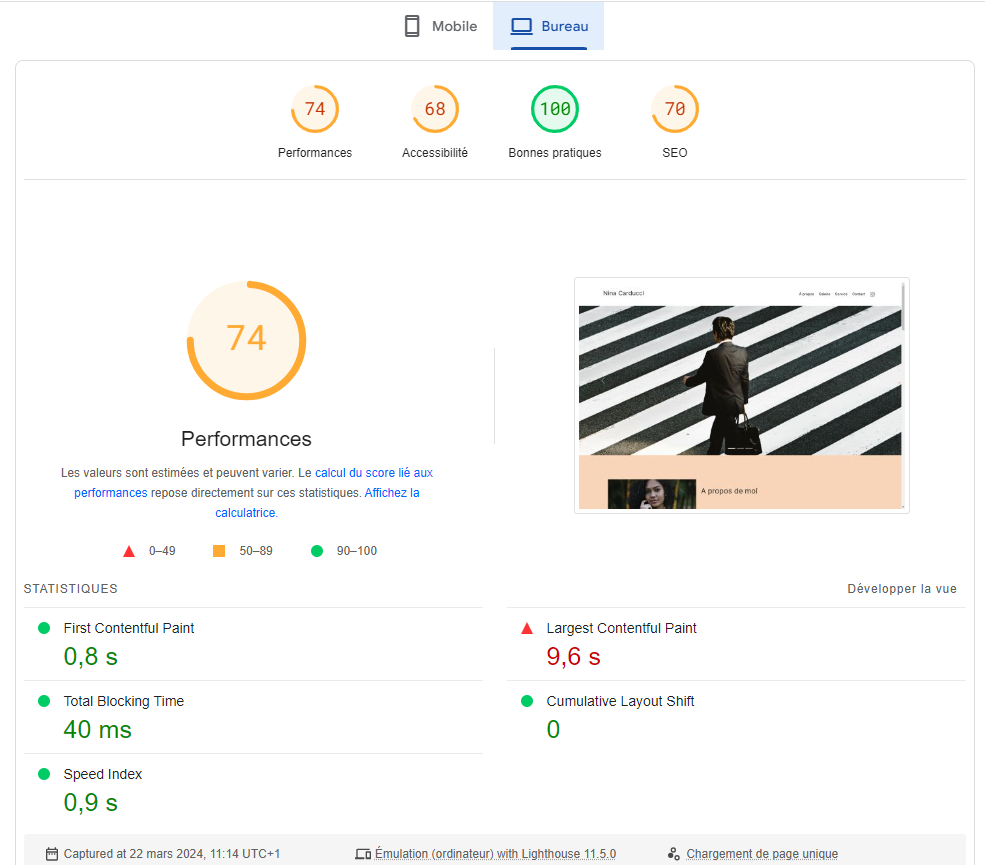 Mobile
Bureau
74
68
100
70
Performances
Accessibilité
Bonnes pratiques
SEO
74
Performances
Les valeurs sont estimées et peuvent varier. Le calcul du score lié aux
performances repose directement sur ces statistiques. Affichez la
calculatrice.
0–49
50–89
90–100
Nina Carducci
À propos Galerie Service Contact
A propos de moi
STATISTIQUES
Développer la vue
First Contentful Paint
0,8 s
Largest Contentful Paint
9,6 s
Total Blocking Time
40 ms
Cumulative Layout Shift
0
Speed Index
0,9 s
Captured at 22 mars 2024, 11:14 UTC+1
Émulation (ordinateur) with Lighthouse 11.5.0
Chargement de page unique